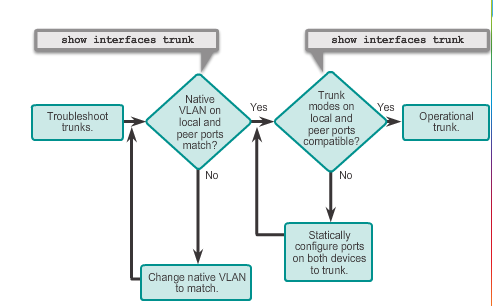 show interfaces trunk
show interfaces trunk
Troubleshoot
trunks.
Native
VLAN on
local and
peer ports
match?
Yes
No
Change native VLAN
to match.
Trunk
modes on
local and
peer ports
compatible?
Yes
No
Statically
configure ports
on both devices
to trunk.
Operational
trunk.